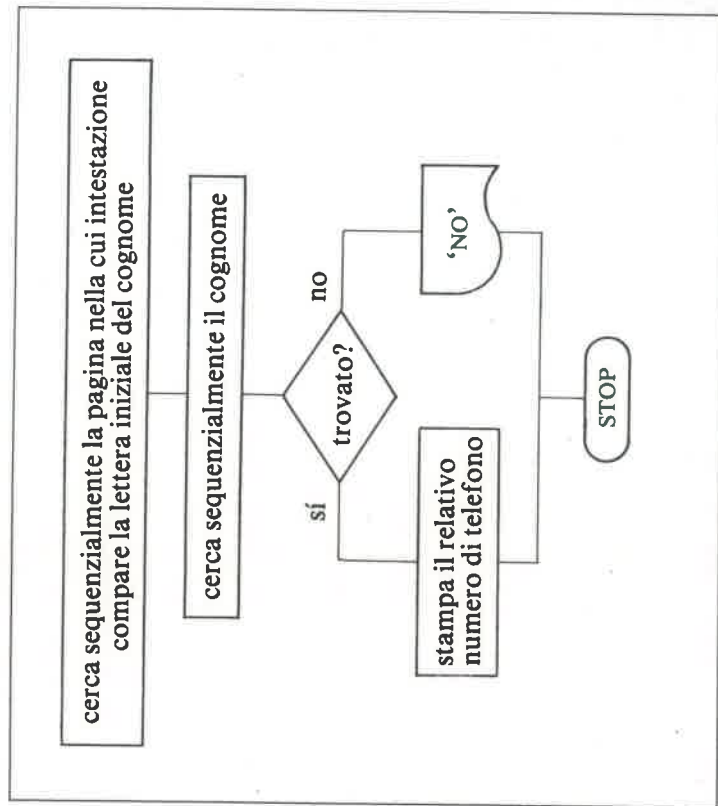 cerca sequenzialmente la pagina nella cui intestazione
compare la lettera iniziale del cognome
cerca sequenzialmente il cognome
trovato?
sí
no
stampa il relativo
numero di telefono
‘NO’
STOP